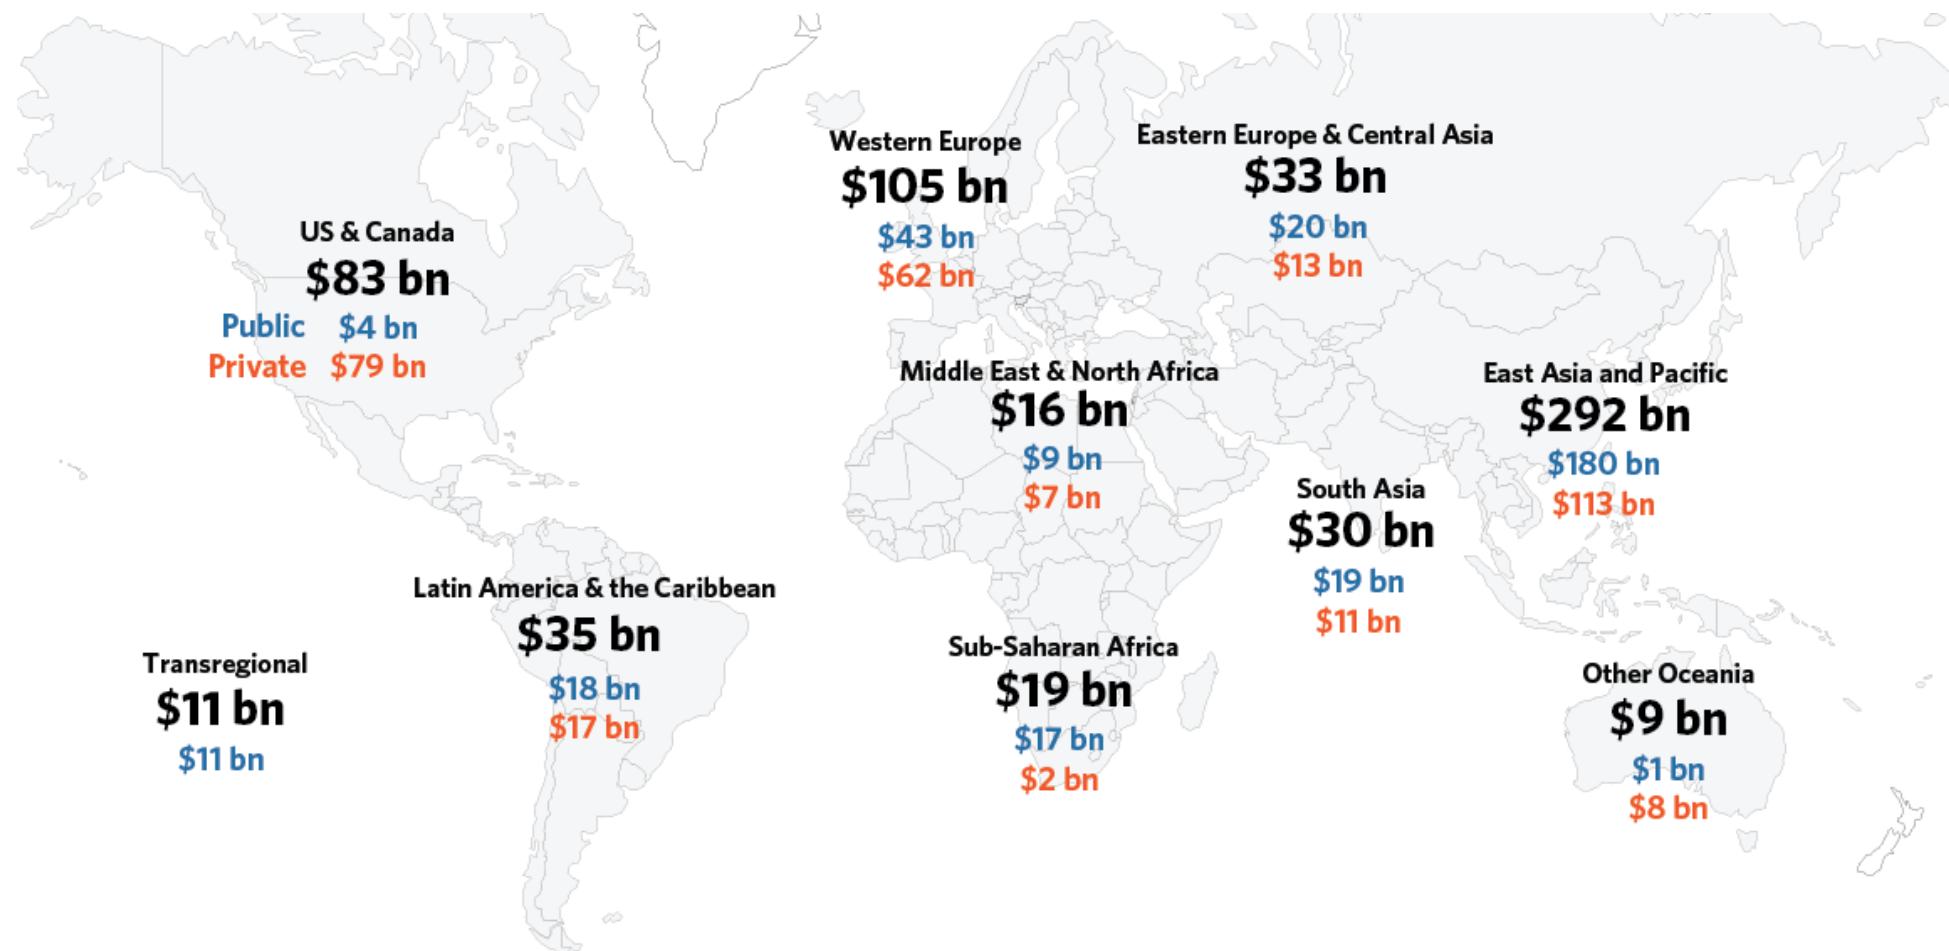 US & Canada
$83 bn
Public $4 bn
Private $79 bn
Western Europe
$105 bn
$43 bn
$62 bn
Eastern Europe & Central Asia
$33 bn
$20 bn
$13 bn
Middle East & North Africa
$16 bn
$9 bn
$7 bn
East Asia and Pacific
$292 bn
$180 bn
$113 bn
South Asia
$30 bn
$19 bn
$11 bn
Latin America & the Caribbean
$35 bn
$18 bn
$17 bn
Transregional
$11 bn
$11 bn
Sub-Saharan Africa
$19 bn
$17 bn
$2 bn
Other Oceania
$9 bn
$1 bn
$8 bn